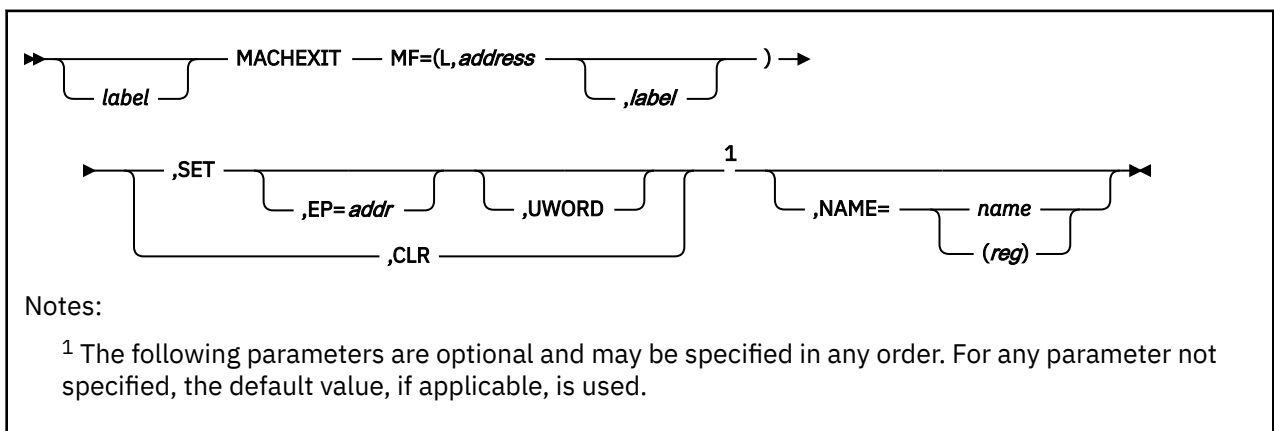 MACHEXIT MF=(L,address )
label ,label
,SET 1
,EP= addr ,UWORD ,NAME= name
,CLR (reg)
Notes:
1 The following parameters are optional and may be specified in any order. For any parameter not
specified, the default value, if applicable, is used.